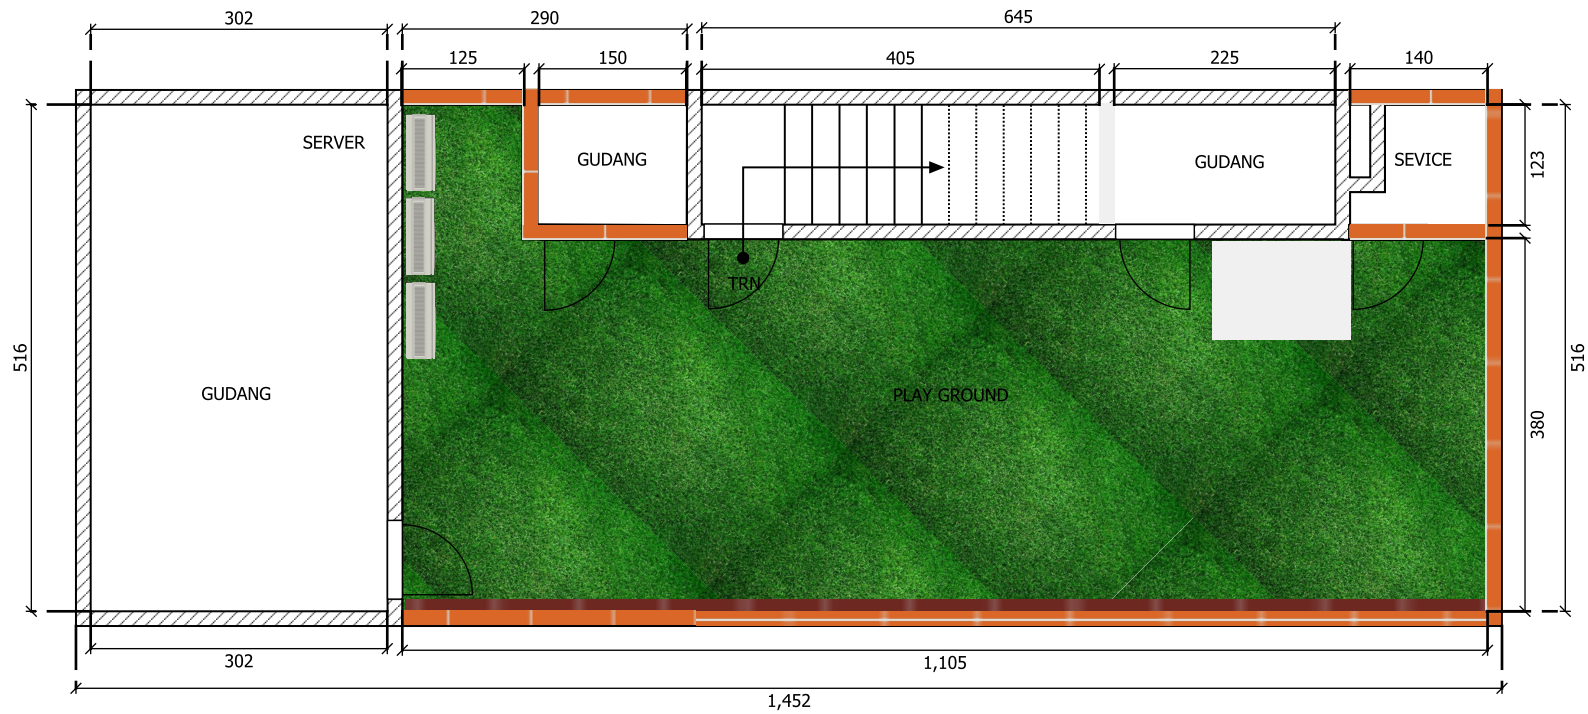 302
290
645
125
150
405
225
140
SERVER
GUDANG
GUDANG
SEVICE
123
TRN
516
516
GUDANG
PLAY GROUND
380
302
1,105
1,452